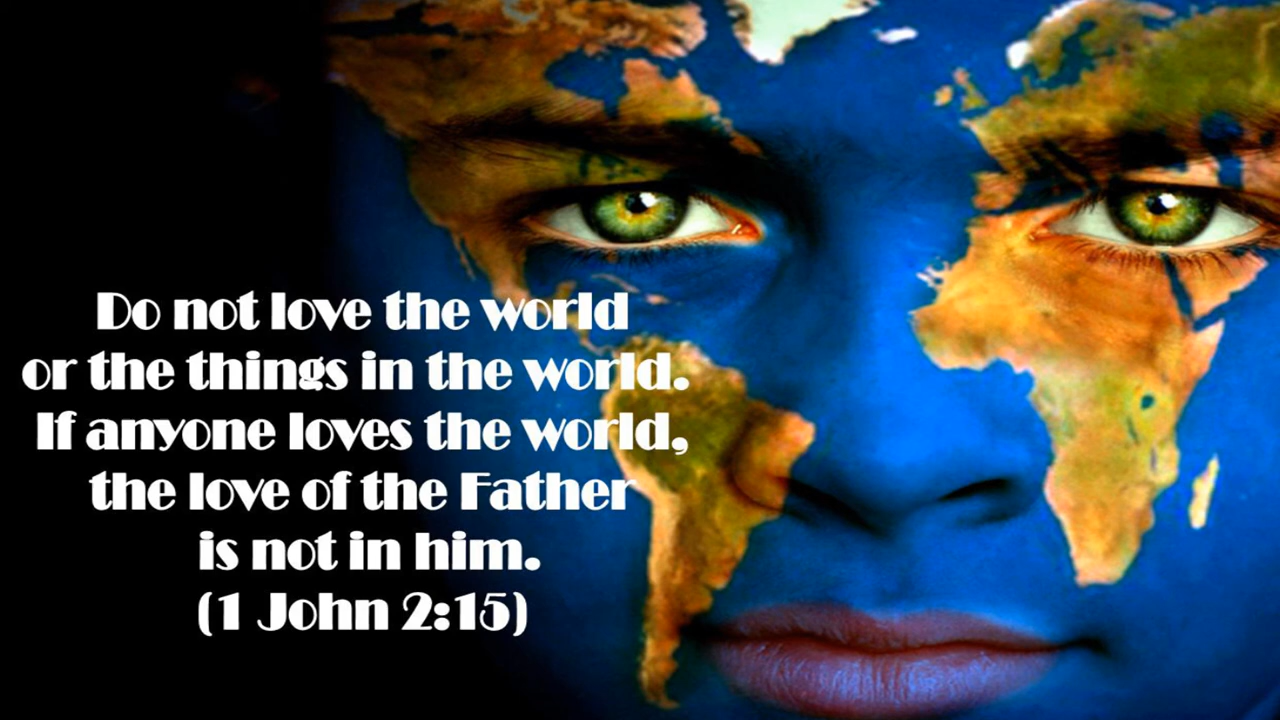 Do not love the world
or the things in the world.
If anyone loves the world,
the love of the Father
is not in him.
(1 John 2:15)